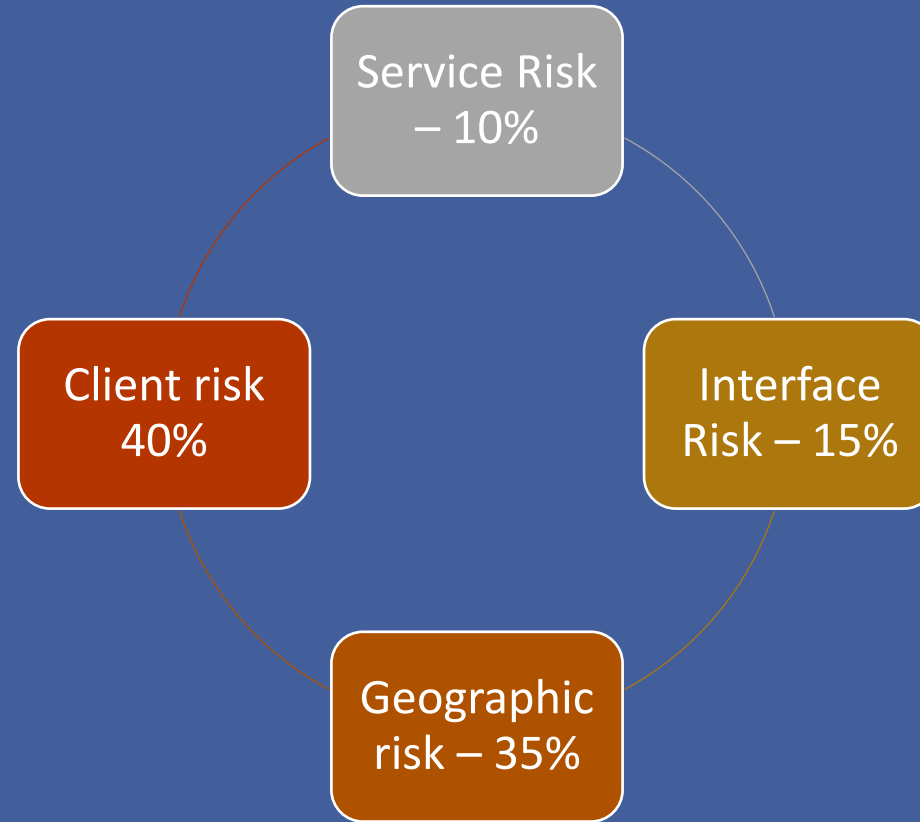 Service Risk
– 10%
Client risk
40%
Interface
Risk – 15%
Geographic
risk – 35%